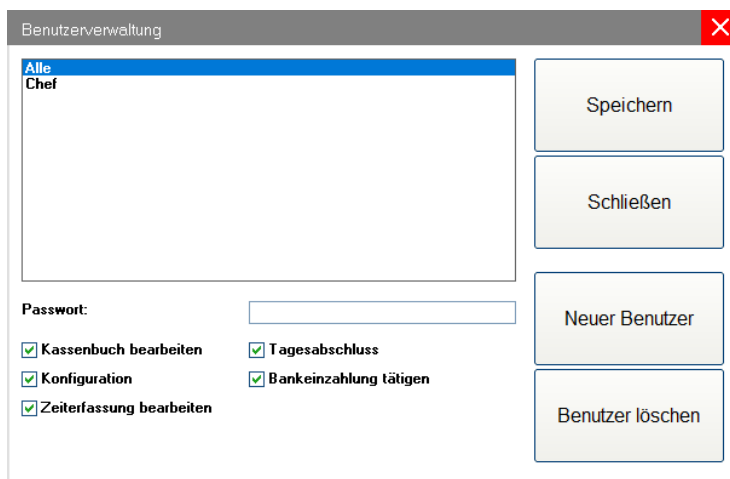 Benutzerverwaltung
Alle
Chef
Speichern
Schließen
Neuer Benutzer
Benutzer löschen
Passwort:
Kassenbuch bearbeiten
Tagesabschluss
Konfiguration
Bankeinzahlung tätigen
Zeiterfassung bearbeiten